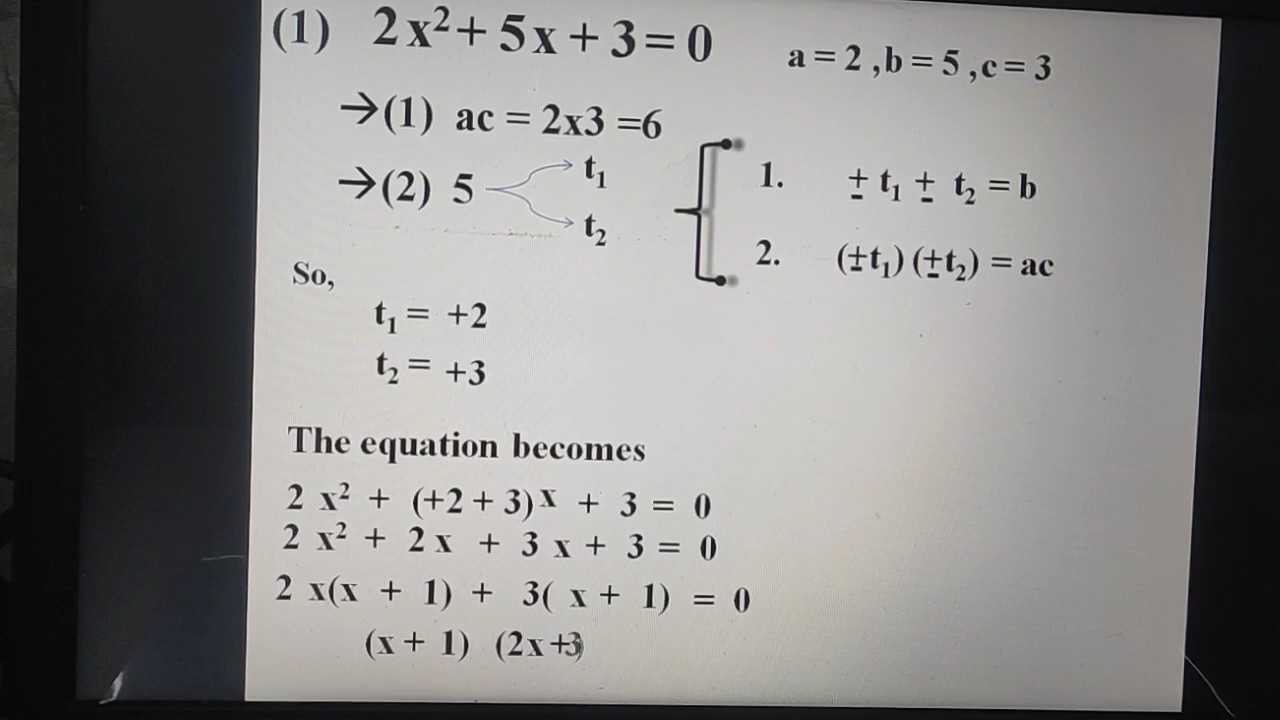 (1) 2x²+5x+3=0 a=2,b=5,c=3
→(1) ac = 2x3 =6
→(2) 5 t₁
t₂
1. ± t₁ ± t₂ = b
2. (±t₁) (±t₂) = ac
So,
t₁ = +2
t₂ = +3
The equation becomes
2 x² + (+2 + 3) x + 3 = 0
2 x² + 2 x + 3 x + 3 = 0
2 x(x + 1) + 3( x + 1) = 0
(x + 1) (2x+3)